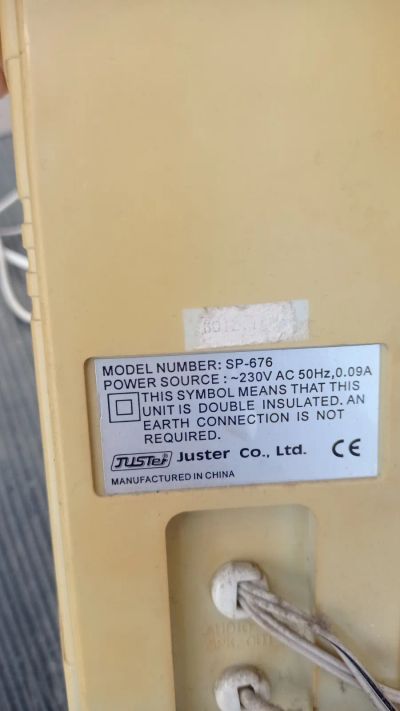 MODEL NUMBER: SP-676
POWER SOURCE : ~230V AC 50Hz,0.09A
THIS SYMBOL MEANS THAT THIS
UNIT IS DOUBLE INSULATED. AN
EARTH CONNECTION IS NOT
REQUIRED.
JUSTer Juster Co., Ltd. CE
MANUFACTURED IN CHINA
AUDIO